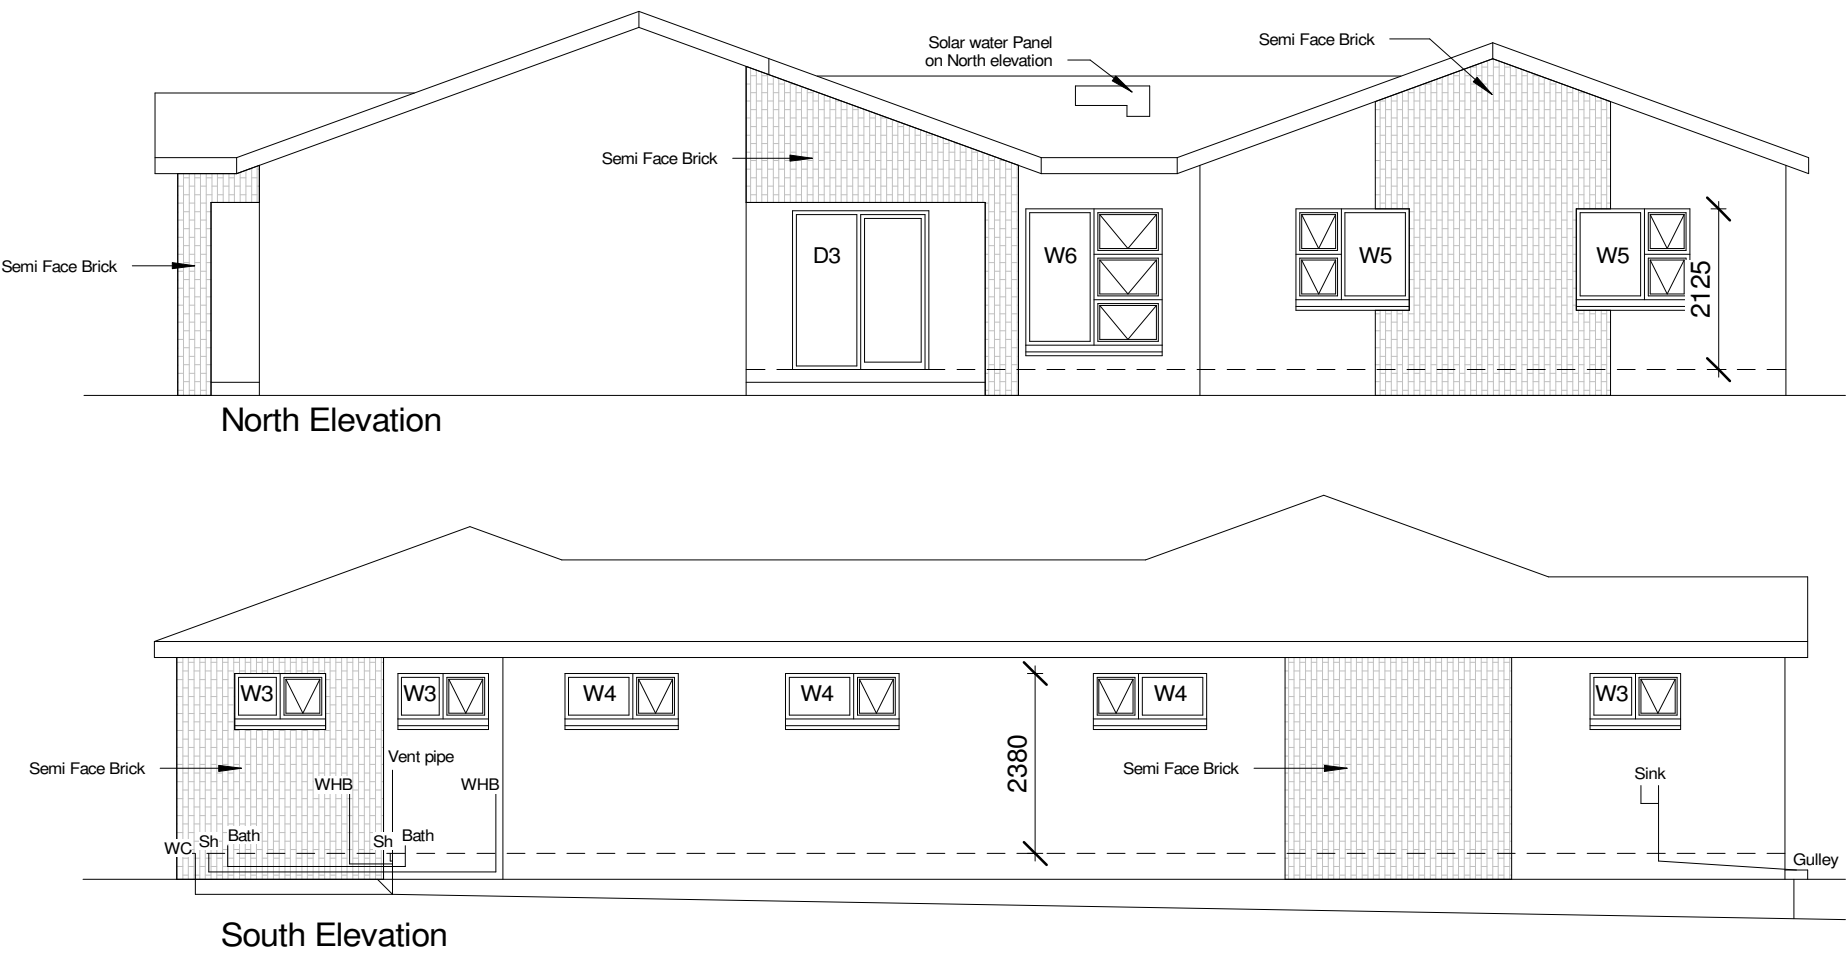 Solar water Panel
on North elevation
Semi Face Brick
Semi Face Brick
Semi Face Brick
D3
W6
W5
W5
2125
North Elevation
W3
W3
W4
W4
W4
W3
Semi Face Brick
Vent pipe
WHB
WHB
2380
Semi Face Brick
Sink
WC
Sh
Bath
Sh
Bath
Gulley
South Elevation